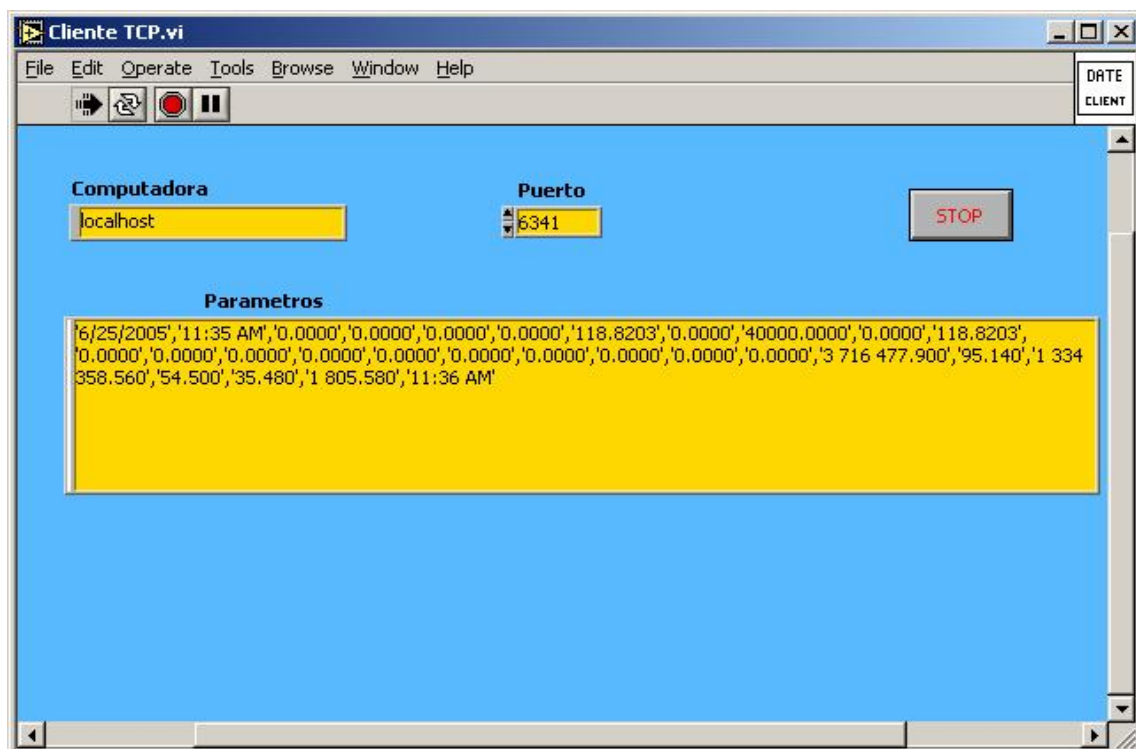 Cliente TCP.vi
File Edit Operate Tools Browse Window Help
DATE
CLIENT
Computadora
Puerto
localhost
6341
STOP
Parametros
'6/25/2005','11:35 AM','0.0000','0.0000','0.0000','0.0000','118.8203','0.0000','40000.0000','0.0000','118.8203',
'0.0000','0.0000','0.0000','0.0000','0.0000','0.0000','0.0000','0.0000','0.0000','0.0000','3 716 477.900','95.140','1 334
358.560','54.500','35.480','1 805.580','11:36 AM'